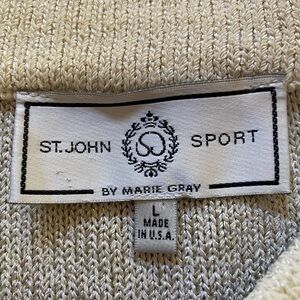 ST. JOHN SPORT
BY MARIE GRAY
L
MADE
IN U.S.A.